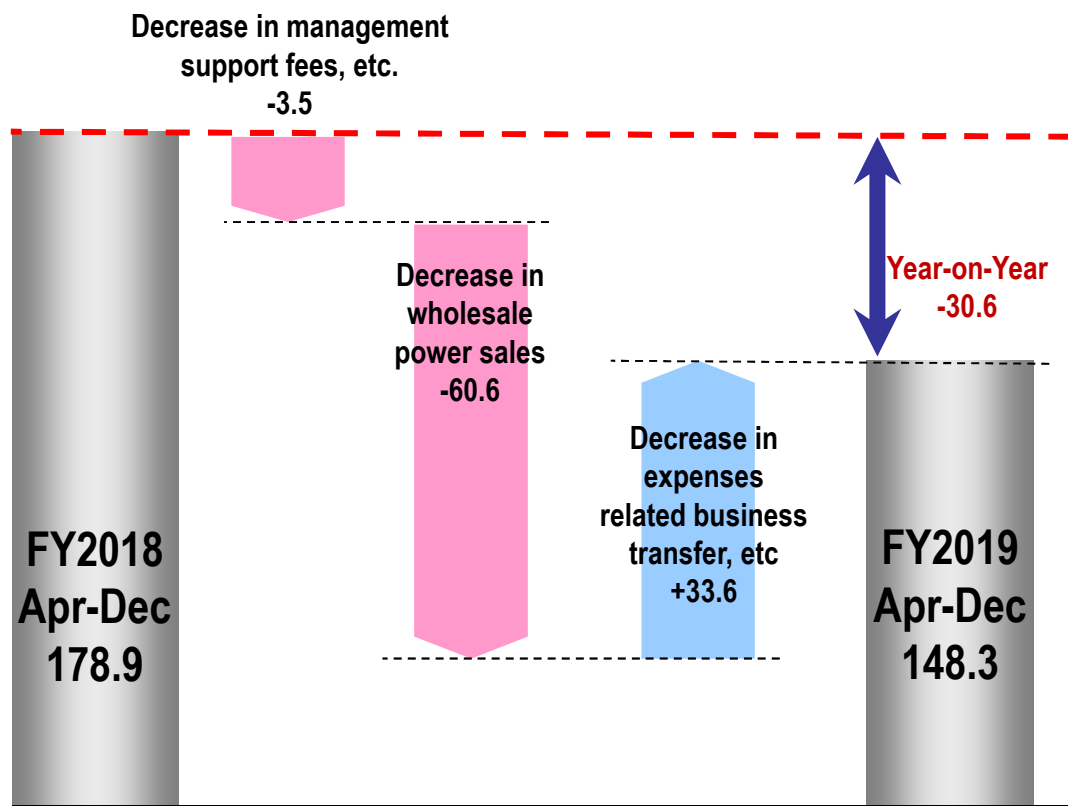 Decrease in management
support fees, etc.
-3.5
Decrease in
wholesale
power sales
-60.6
Year-on-Year
-30.6
Decrease in
expenses
related business
transfer, etc
+33.6
FY2018
Apr-Dec
178.9
FY2019
Apr-Dec
148.3